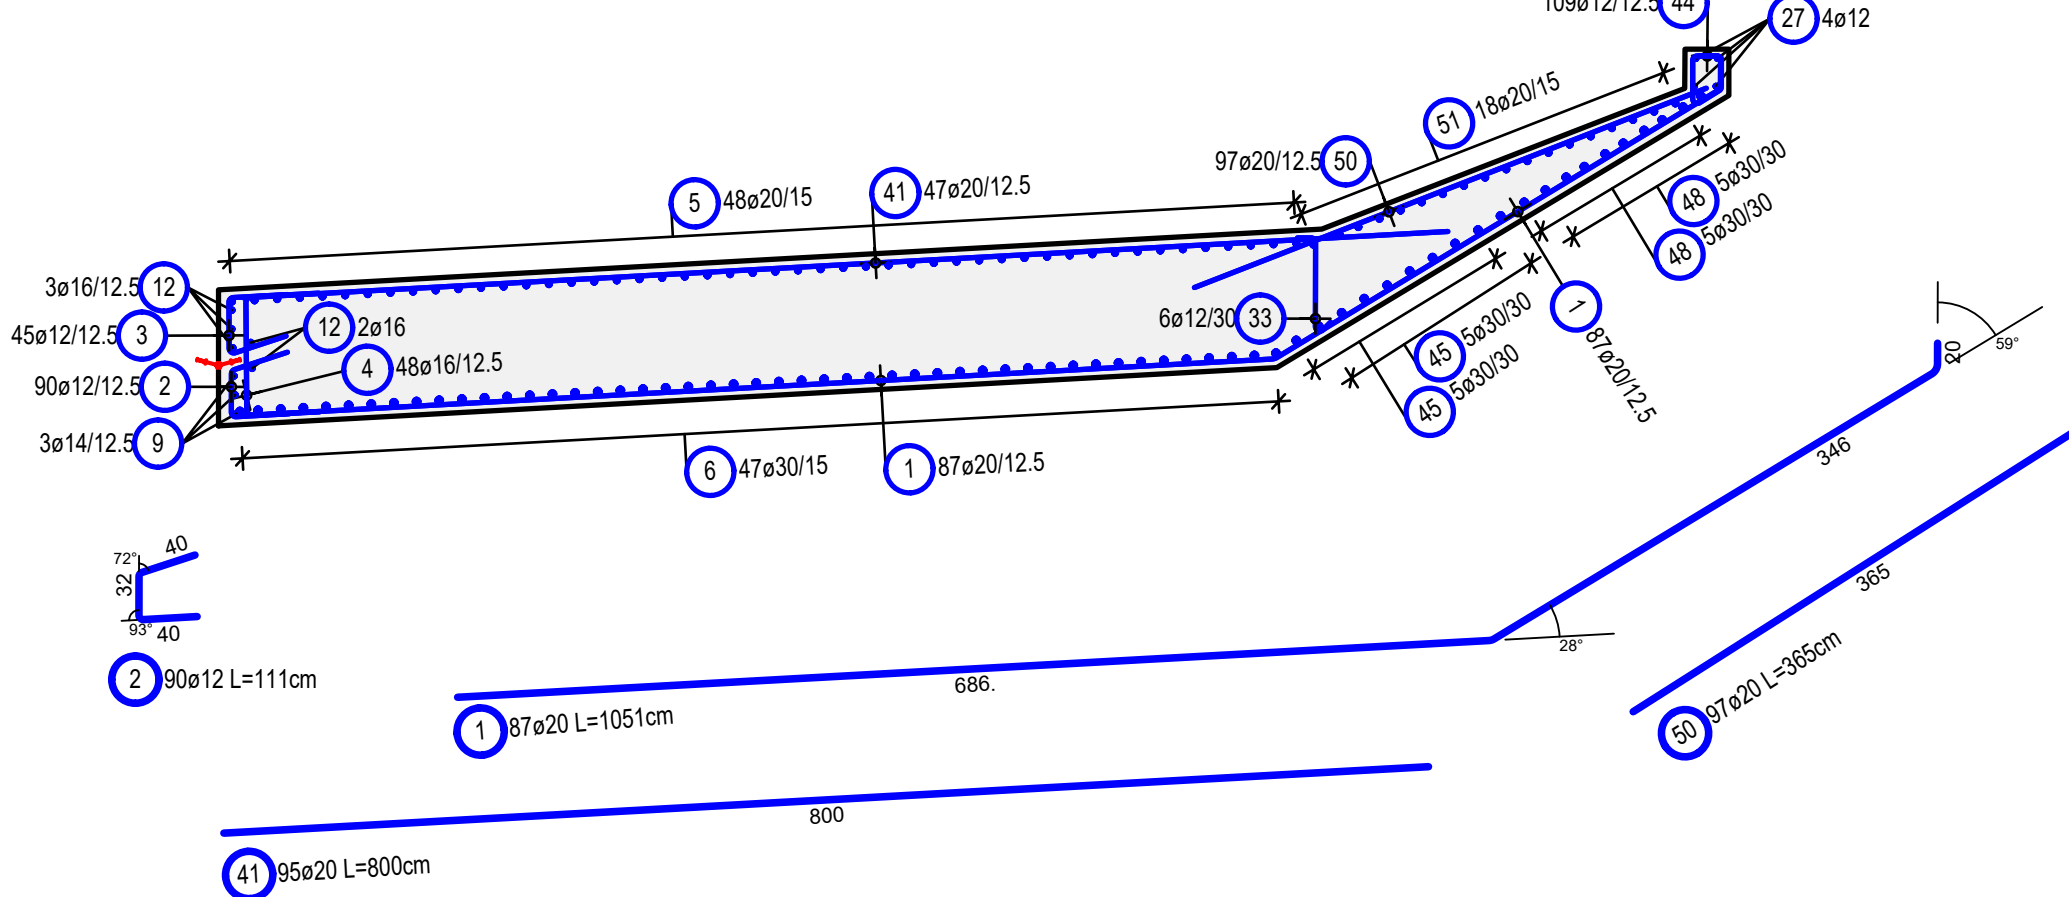 109ø12/12.5 44
27 4ø12
51 18ø20/15
97ø20/12.5 50
48 5ø30/30
48 5ø30/30
5 48ø20/15
41 47ø20/12.5
3ø16/12.5 12
45ø12/12.5 3
12 2ø16
4 48ø16/12.5
90ø12/12.5 2
3ø14/12.5 9
6ø12/30 33
1 87ø20/12.5
45 5ø30/30
45 5ø30/30
6 47ø30/15
1 87ø20/12.5
20
59°
346
365
72°
40
32
93°
40
2 90ø12 L=111cm
28°
686.
1 87ø20 L=1051cm
50 97ø20 L=365cm
800
41 95ø20 L=800cm